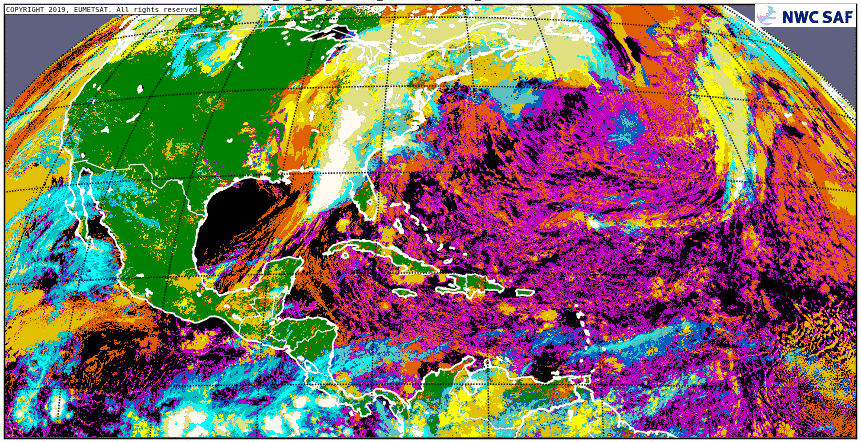 COPYRIGHT 2019, EUMETSAT. All rights reserved
NWC SAF